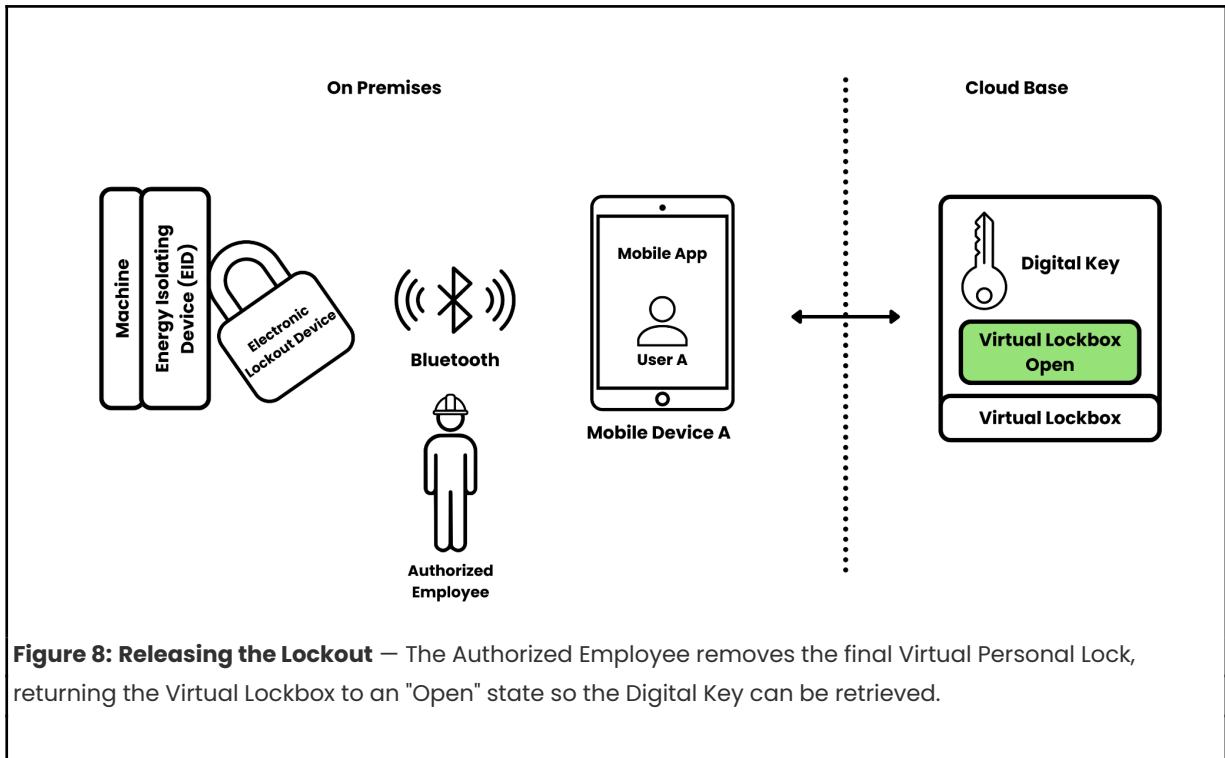 On Premises
Cloud Base
Machine
Energy Isolating
Device (EID)
Electronic
Lockout Device
Bluetooth
Authorized
Employee
Mobile App
User A
Mobile Device A
Digital Key
Virtual Lockbox
Open
Virtual Lockbox
Figure 8: Releasing the Lockout — The Authorized Employee removes the final Virtual Personal Lock,
returning the Virtual Lockbox to an "Open" state so the Digital Key can be retrieved.